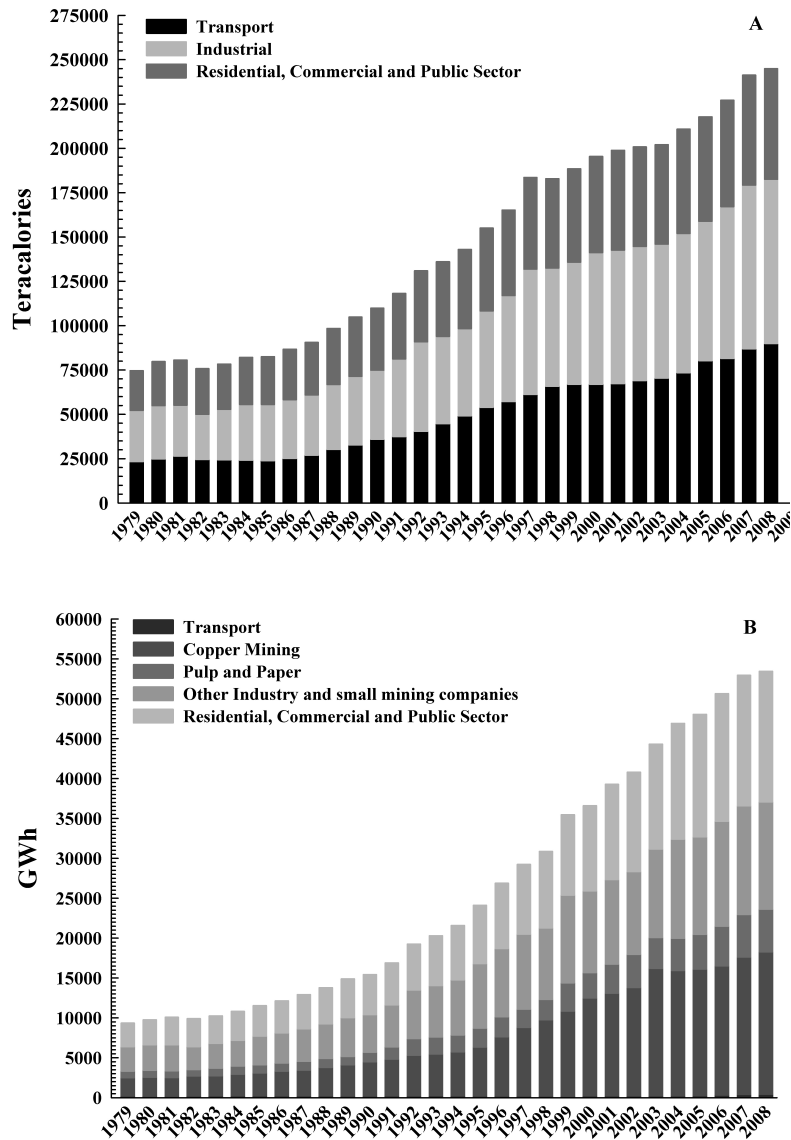 275000
A
Transport
250000
Industrial
225000
Residential, Commercial and Public Sector
200000
175000
150000
125000
100000
75000
50000
25000
0
Teracalories
1979 1980 1981 1982 1983 1984 1985 1986 1987 1988 1989 1990 1991 1992 1993 1994 1995 1996 1997 1998 1999 2000 2001 2002 2003 2004 2005 2006 2007 2008 2009
60000
B
Transport
55000
Copper Mining
Pulp and Paper
50000
Other Industry and small mining companies
Residential, Commercial and Public Sector
45000
40000
35000
30000
25000
20000
15000
10000
5000
0
GWh
1979 1980 1981 1982 1983 1984 1985 1986 1987 1988 1989 1990 1991 1992 1993 1994 1995 1996 1997 1998 1999 2000 2001 2002 2003 2004 2005 2006 2007 2008